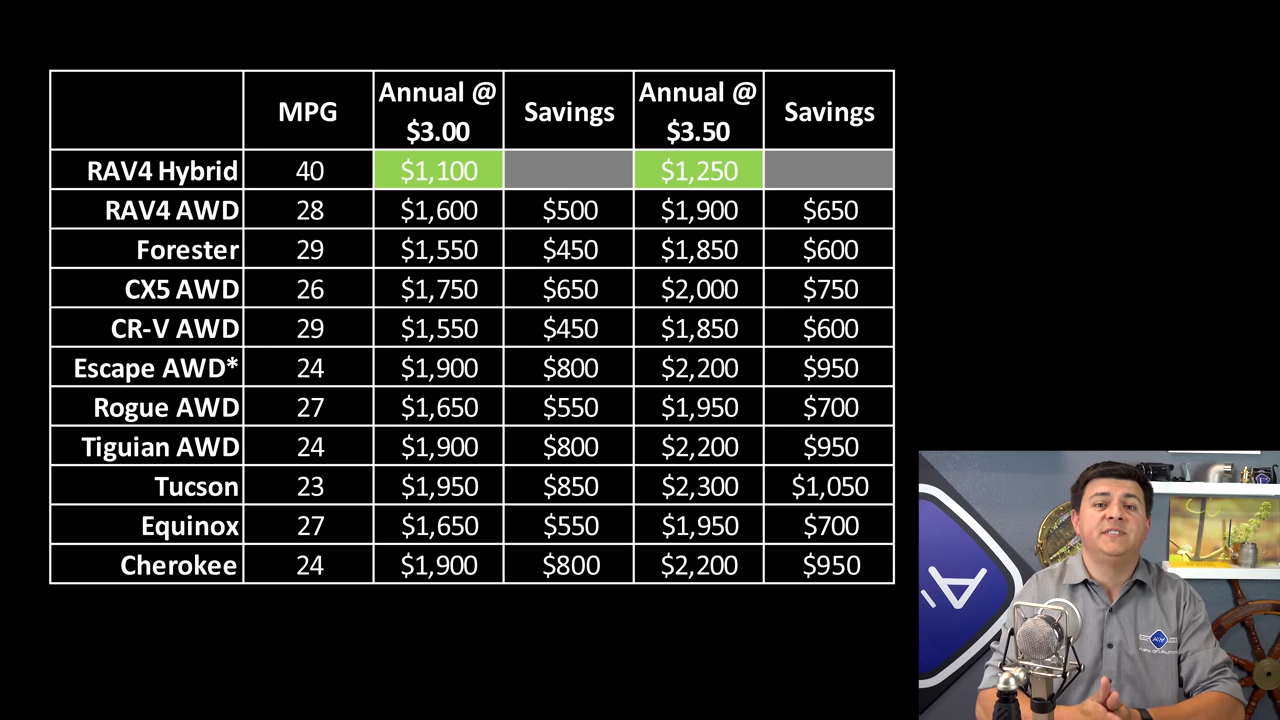 MPG Annual @ $3.00 Savings Annual @ $3.50 Savings
RAV4 Hybrid 40 $1,100 $1,250
RAV4 AWD 28 $1,600 $500 $1,900 $650
Forester 29 $1,550 $450 $1,850 $600
CX5 AWD 26 $1,750 $650 $2,000 $750
CR-V AWD 29 $1,550 $450 $1,850 $600
Escape AWD* 24 $1,900 $800 $2,200 $950
Rogue AWD 27 $1,650 $550 $1,950 $700
Tiguian AWD 24 $1,900 $800 $2,200 $950
Tucson 23 $1,950 $850 $2,300 $1,050
Equinox 27 $1,650 $550 $1,950 $700
Cherokee 24 $1,900 $800 $2,200 $950